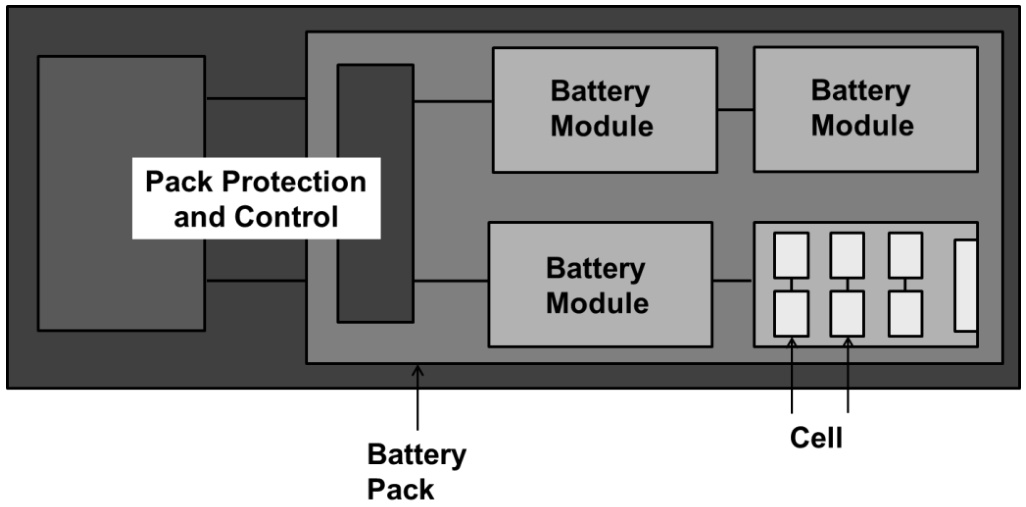 Battery
Module
Battery
Module
Pack Protection
and Control
Battery
Module
Cell
Battery
Pack